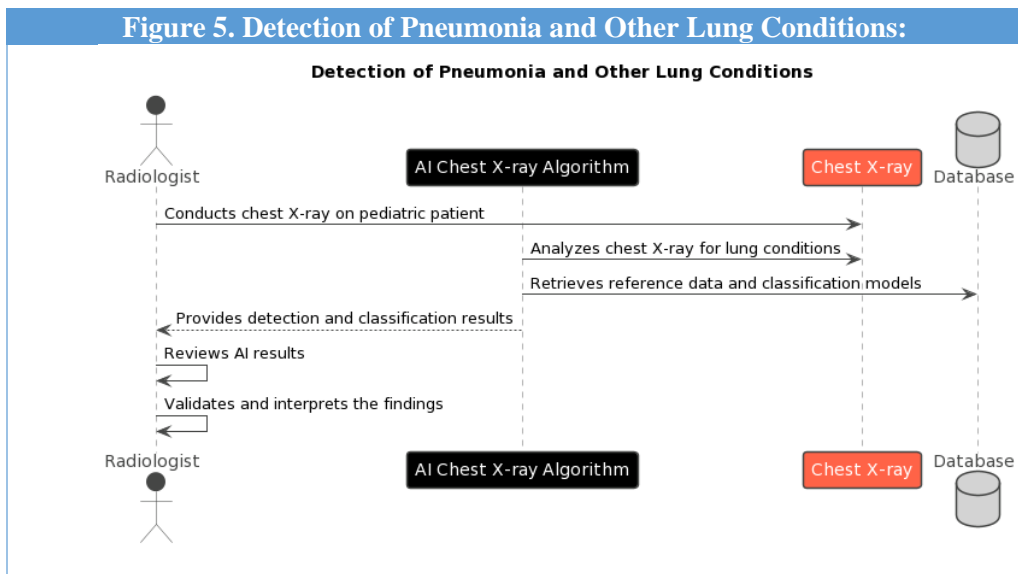 Figure 5. Detection of Pneumonia and Other Lung Conditions:
Detection of Pneumonia and Other Lung Conditions
Radiologist
AI Chest X-ray Algorithm
Chest X-ray
Database
Conducts chest X-ray on pediatric patient
Analyzes chest X-ray for lung conditions
Retrieves reference data and classification models
Provides detection and classification results
Reviews AI results
Validates and interprets the findings
Radiologist
AI Chest X-ray Algorithm
Chest X-ray
Database